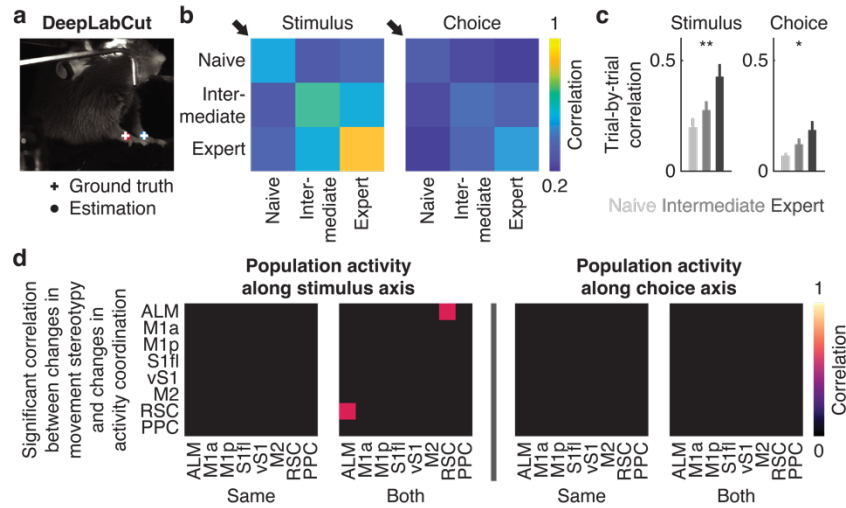 a DeepLabCut
Ground truth
Estimation
b Stimulus Choice
Naive
Inter-
mediate
Expert
Naive Inter- mediate Expert Naive Inter- mediate Expert
1
Correlation
0.2
c Stimulus Choice
Trial-by-trial
correlation
0.5 ** 0.5 *
0 0
Naive Intermediate Expert
d Population activity
along stimulus axis
Population activity
along choice axis
Significant correlation
between changes in
movement stereotypy
and changes in
activity coordination
ALM
M1a
M1p
S1fl
vS1
M2
RSC
PPC
ALM M1a M1p S1fl vS1 M2 RSC PPC ALM M1a M1p S1fl vS1 M2 RSC PPC ALM M1a M1p S1fl vS1 M2 RSC PPC ALM M1a M1p S1fl vS1 M2 RSC PPC
Same Both Same Both
1
Correlation
0